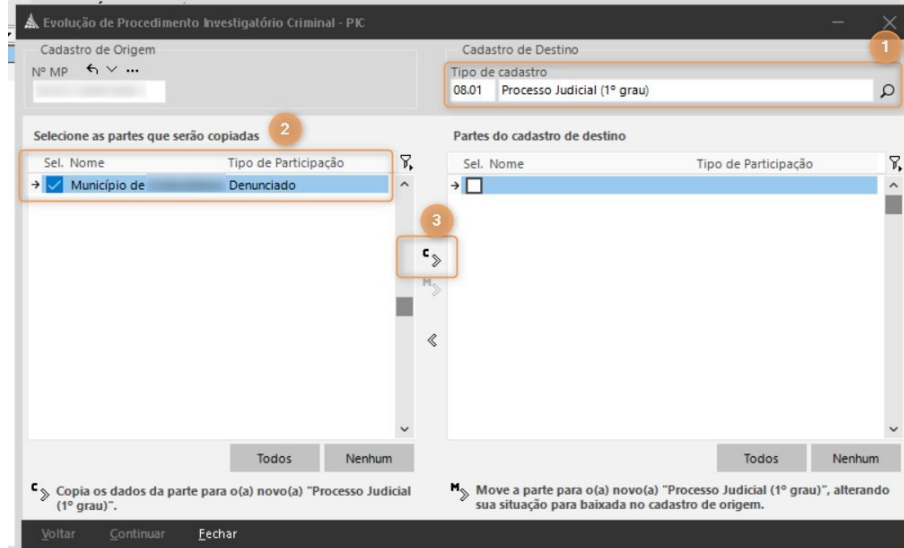 Evolução de Procedimento Investigatório Criminal - PIC
Cadastro de Origem
Nº MP
Cadastro de Destino
1
Tipo de cadastro
08.01 Processo Judicial (1º grau)
Selecione as partes que serão copiadas
2
Partes do cadastro de destino
Sel. Nome Tipo de Participação
Município de Denunciado
Sel. Nome Tipo de Participação
3
C
M
Todos Nenhum
Todos Nenhum
C Copia os dados da parte para o(a) novo(a) "Processo Judicial
(1º grau)".
M Move a parte para o(a) novo(a) "Processo Judicial (1º grau)", alterando
sua situação para baixada no cadastro de origem.
Voltar Continuar Fechar